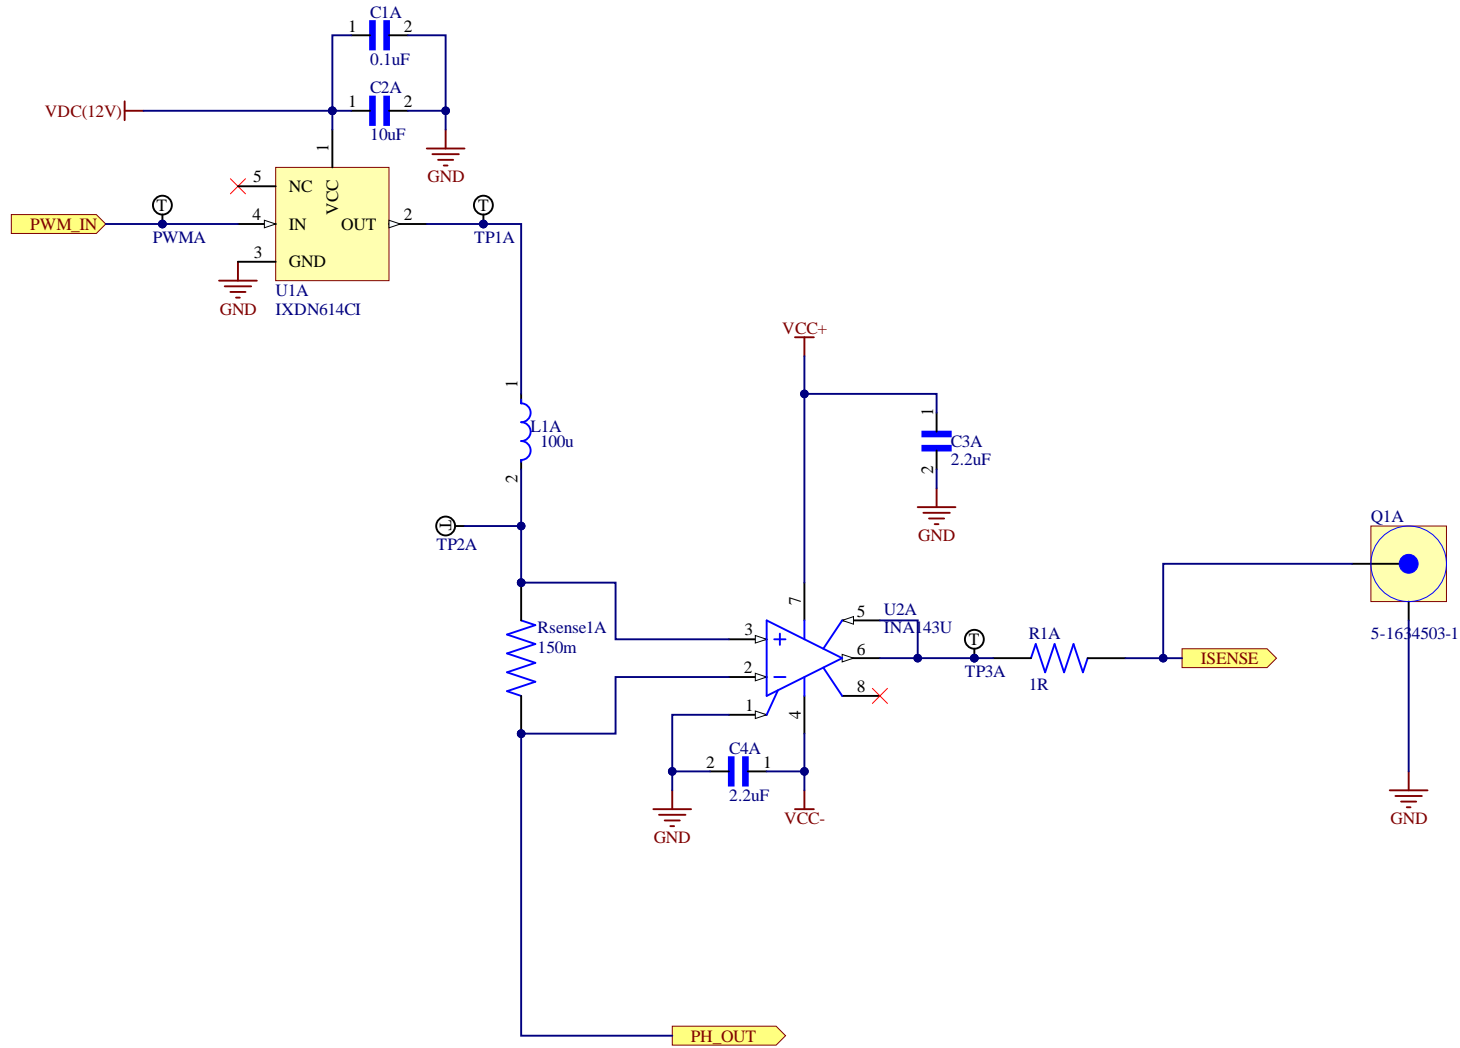 C1A
1 2
0.1uF
C2A
VDC(12V) 1 2
10uF
1
GND
5 NC VCC
PWM_IN 4 IN OUT 2
T T
PWMA TP1A
3 GND
GND
U1A
IXDN614CI
VCC+
1
L1A
100u
2
1
C3A
2.2uF
2
GND
T
TP2A
Q1A
5-1634503-1
GND
Rsense1A
150m
7
U2A
INA143U
3 + 5
2 - 6
1 4 8
T
TP3A
R1A
1R
ISENSE
C4A
2 1
2.2uF
GND
VCC-
PH_OUT